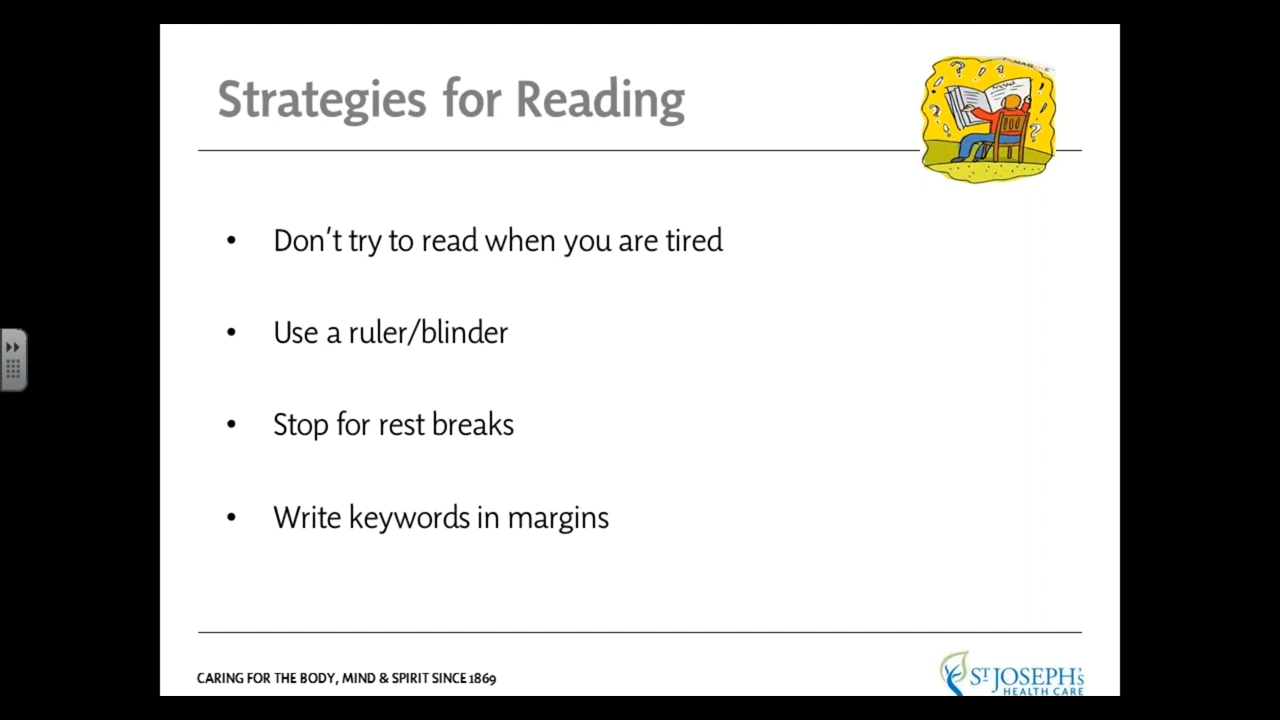 Strategies for Reading
• Don't try to read when you are tired
• Use a ruler/blinder
• Stop for rest breaks
• Write keywords in margins
CARING FOR THE BODY, MIND & SPIRIT SINCE 1869
ST JOSEPH'S
HEALTH CARE